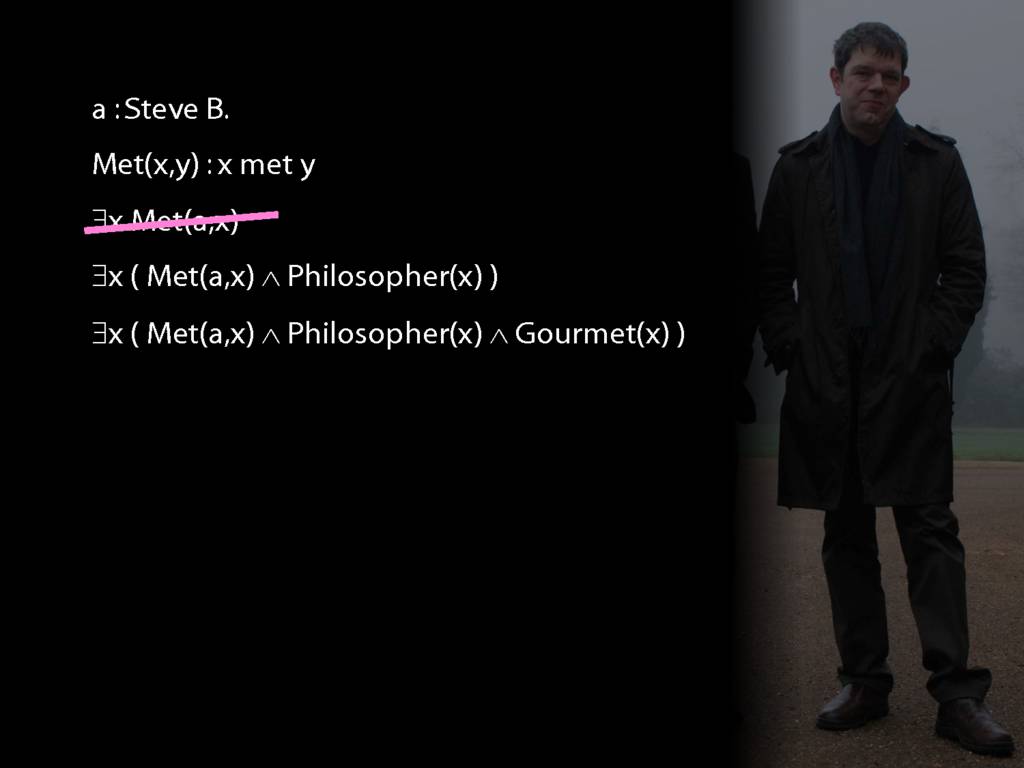 a : Steve B.
Met(x,y) : x met y
∃x Met(a,x)
∃x ( Met(a,x) ∧ Philosopher(x) )
∃x ( Met(a,x) ∧ Philosopher(x) ∧ Gourmet(x) )